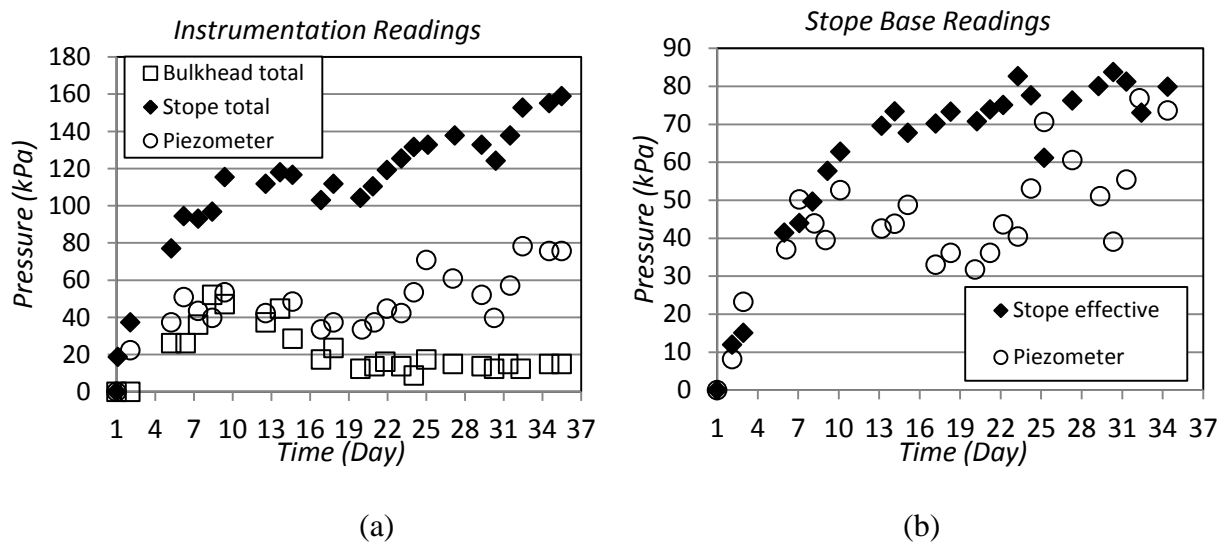 Instrumentation Readings
Pressure (kPa)
180
160
140
120
100
80
60
40
20
0
Bulkhead total
Stope total
Piezometer
1 4 7 10 13 16 19 22 25 28 31 34 37
Time (Day)
(a)
Stope Base Readings
Pressure (kPa)
90
80
70
60
50
40
30
20
10
0
Stope effective
Piezometer
1 4 7 10 13 16 19 22 25 28 31 34 37
Time (Day)
(b)